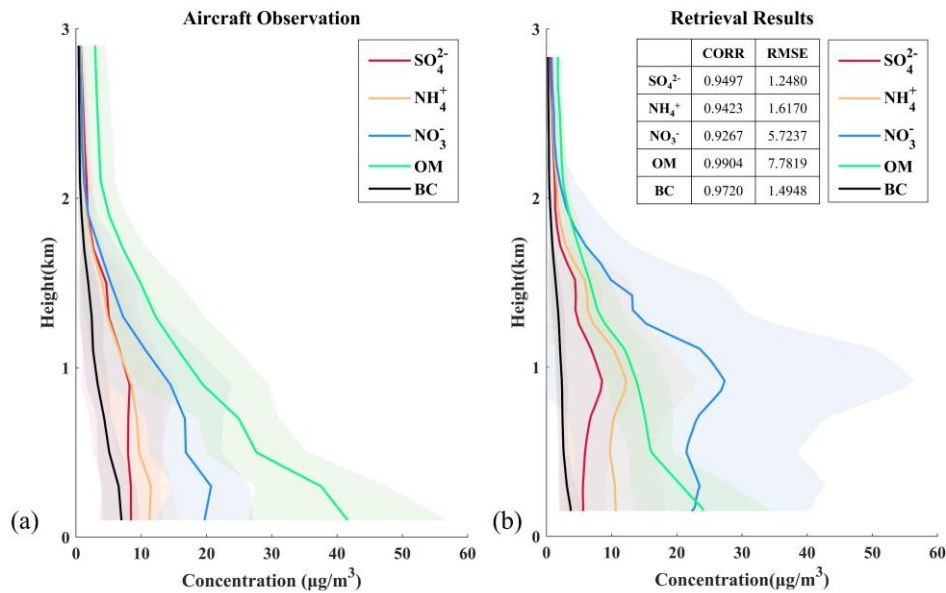 Aircraft Observation
3
2
1
0
Height(km)
SO₄²⁻
NH₄⁺
NO₃⁻
OM
BC
(a)
0 10 20 30 40 50 60
Concentration (μg/m³)
Retrieval Results
3
2
1
0
Height(km)
CORR RMSE
SO₄²⁻ 0.9497 1.2480
NH₄⁺ 0.9423 1.6170
NO₃⁻ 0.9267 5.7237
OM 0.9904 7.7819
BC 0.9720 1.4948
SO₄²⁻
NH₄⁺
NO₃⁻
OM
BC
(b)
0 10 20 30 40 50 60
Concentration(μg/m³)